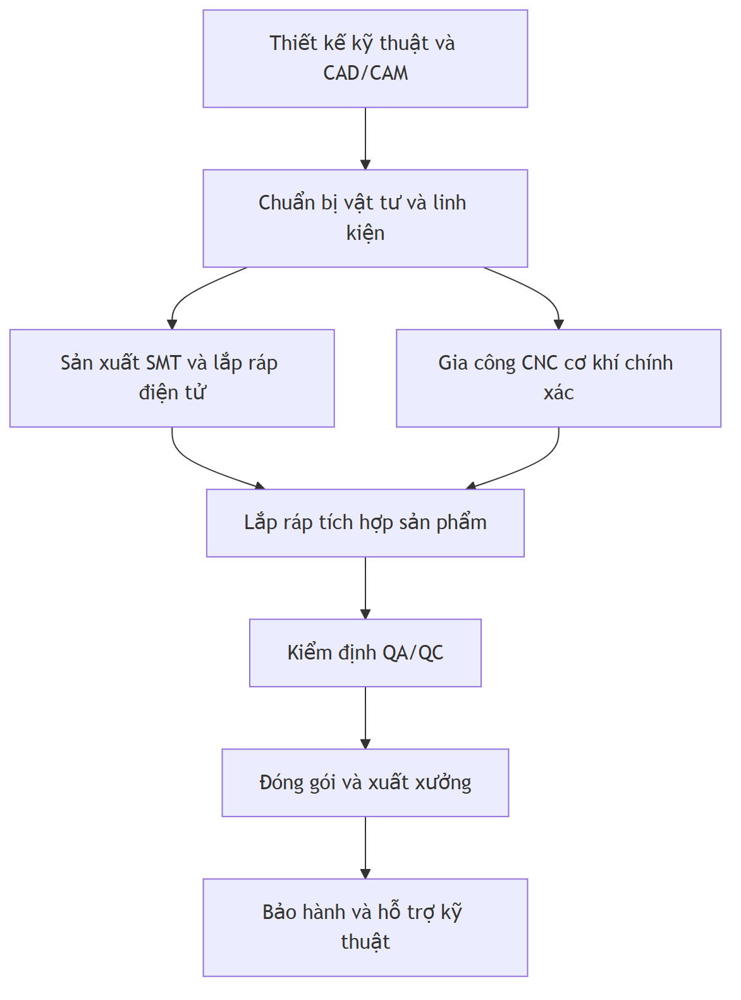 Thiết kế kỹ thuật và
CAD/CAM
Chuẩn bị vật tư và linh
kiện
Sản xuất SMT và lắp ráp
điện tử
Gia công CNC cơ khí chính
xác
Lắp ráp tích hợp sản phẩm
Kiểm định QA/QC
Đóng gói và xuất xưởng
Bảo hành và hỗ trợ kỹ
thuật